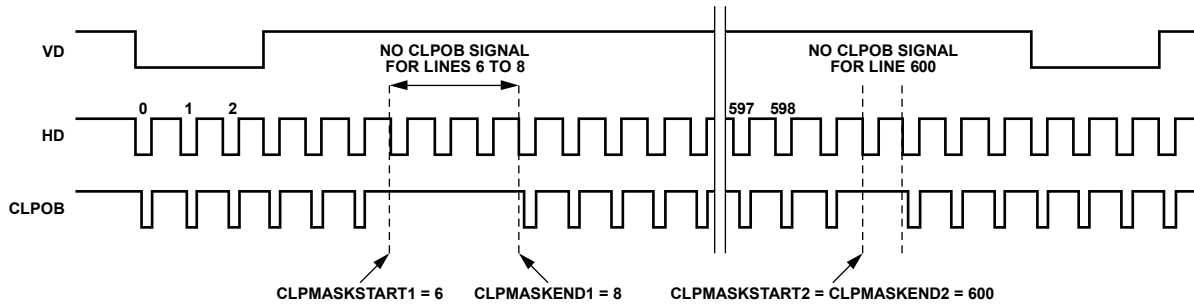 VD
NO CLPOB SIGNAL
FOR LINES 6 TO 8
NO CLPOB SIGNAL
FOR LINE 600
HD
0 1 2 597 598
CLPOB
CLPMASKSTART1 = 6 CLPMASKEND1 = 8 CLPMASKSTART2 = CLPMASKEND2 = 600